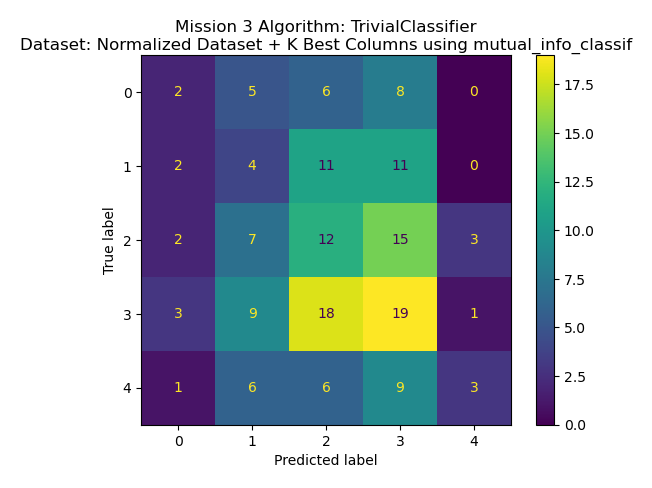 Mission 3 Algorithm: TrivialClassifier
Dataset: Normalized Dataset + K Best Columns using mutual_info_classif
0 2 5 6 8 0 17.5
1 2 4 11 11 0 15.0
12.5
2 2 7 12 15 3 10.0
True label
7.5
3 3 9 18 19 1 5.0
4 1 6 6 9 3 2.5
0.0
0 1 2 3 4
Predicted label